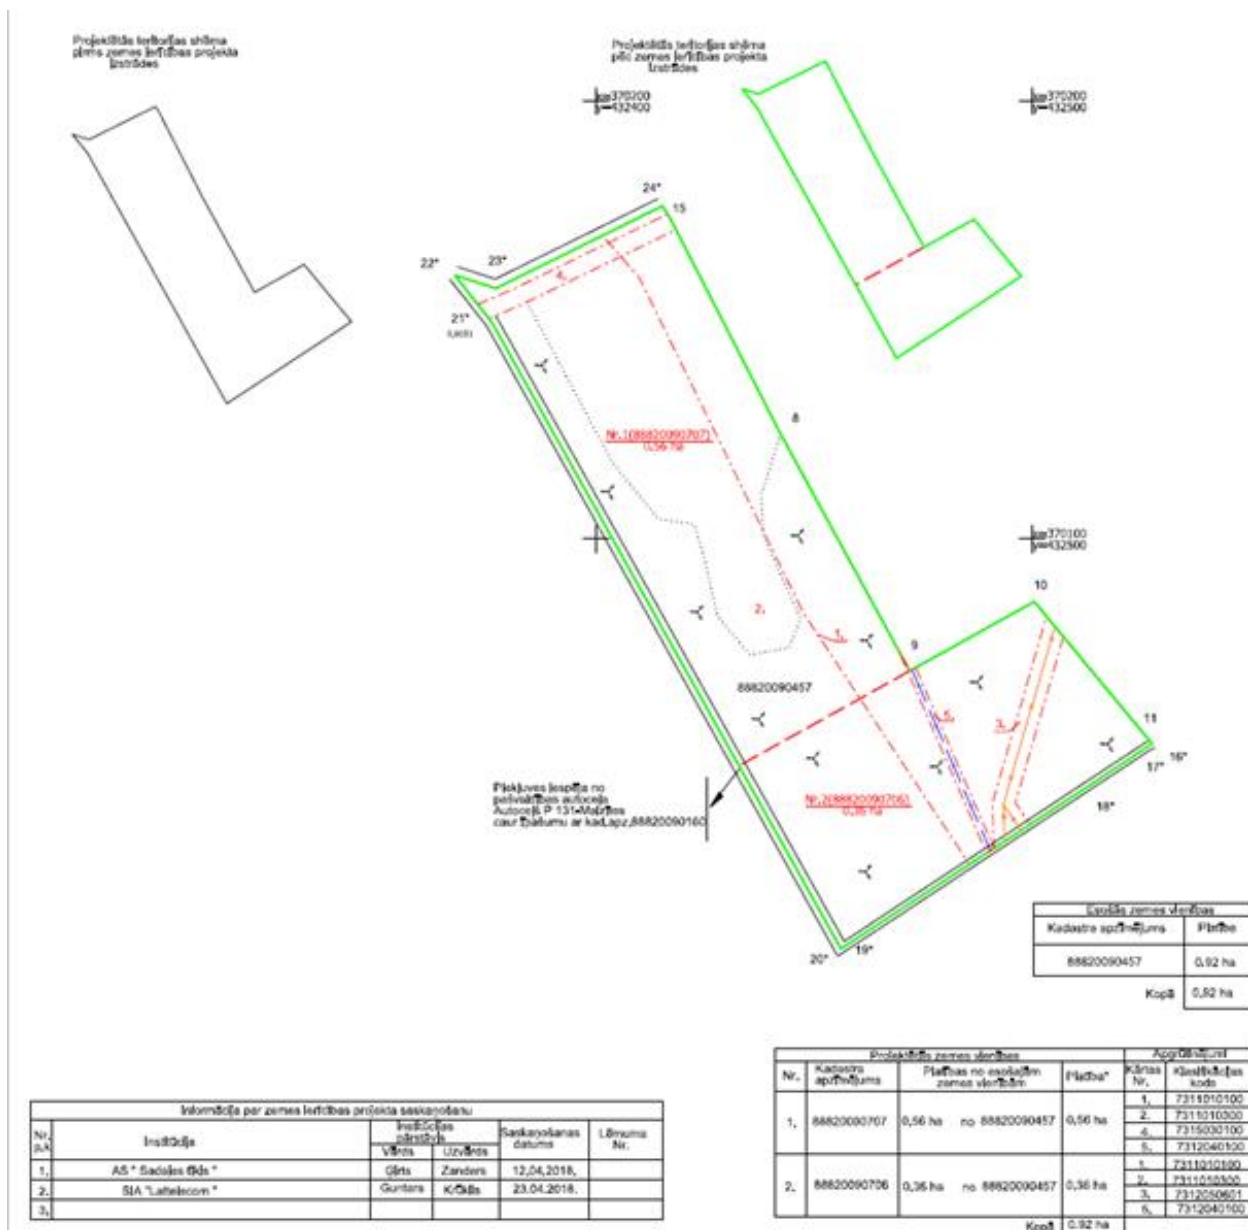 Projektētās teritorijas shēma
pirms zemes ierīcības projekta
izstrādes
Projektētās teritorijas shēma
pēc zemes ierīcības projekta
izstrādes
x=370200
y=432400
x=370200
y=432500
24*
15
22*
23*
4.
21*
8
Nr.1(88820090707)
0,56 ha
x=370100
y=432500
10
2.
1.
9
88820090457
5.
3.
11
16*
17*
18*
Piekļuves iespēja no
pašvaldības autoceļa
Autoceļš P 131-Mežzīles
caur īpašumu ar kad.apz.88820090160
Nr.2(88820090706)
0,36 ha
20*
19*
Esošās zemes vienības
Kadastra apzīmējums Platība
88820090457 0.92 ha
Kopā 0.92 ha
Projektētās zemes vienības Apgrūtinājumi
Nr. Kadastra apzīmējums Platības no esošajām zemes vienībām Platība* Kārtas Nr. Klasifikācijas kods
1. 88820090707 0,56 ha no 88820090457 0,56 ha
1. 7311010100
2. 7311010300
4. 7315030100
5. 7312040100
2. 88820090706 0,36 ha no 88820090457 0,36 ha
1. 7311010100
2. 7311010300
3. 7312050601
5. 7312040100
Kopā 0.92 ha
Informācija par zemes ierīcības projekta saskaņošanu
Nr. p.k. Institūcija Institūcijas pārstāvis Saskaņošanas datums Lēmuma Nr.
Vārds Uzvārds
1. AS " Sadales tīkls " Ģirts Zanders 12.04.2018.
2. SIA "Lattelecom " Guntars 23.04.2018.
3.